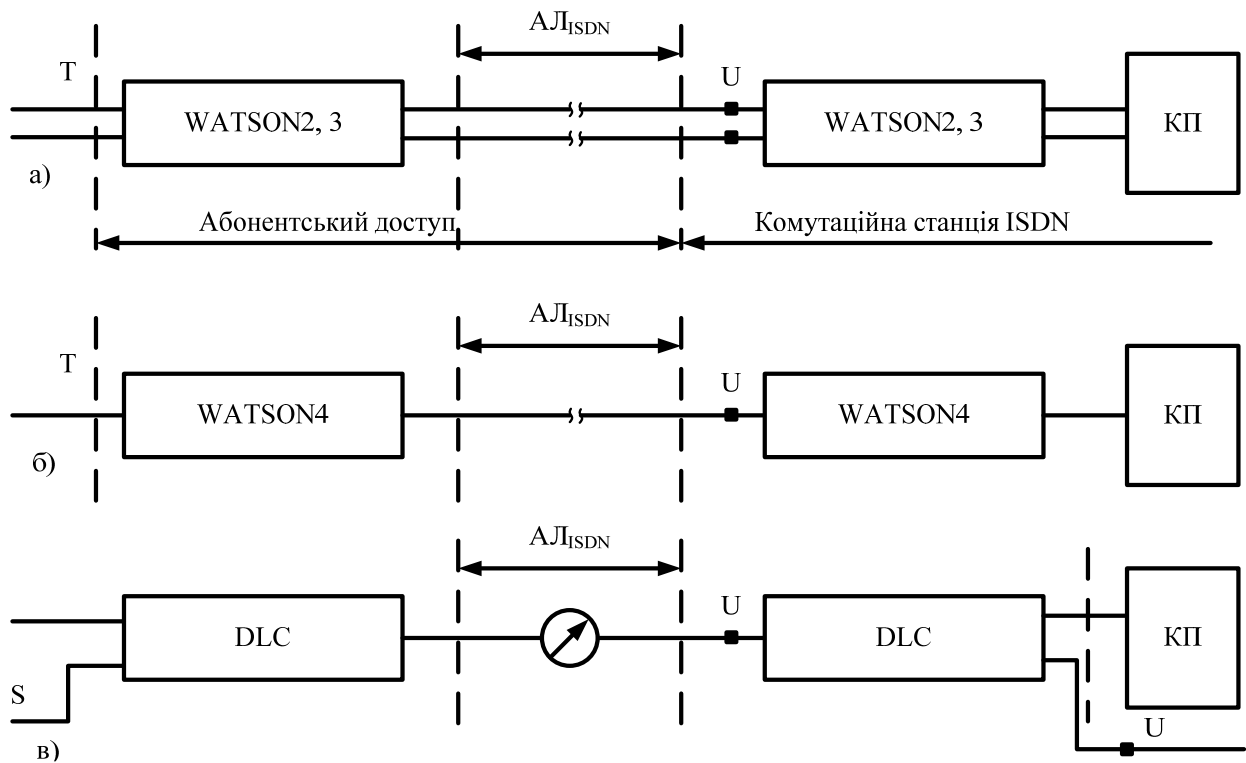 АЛISDN
T
U
WATSON2, 3
WATSON2, 3
КП
а)
Абонентський доступ
Комутаційна станція ISDN
АЛISDN
T
U
WATSON4
WATSON4
КП
б)
АЛISDN
U
DLC
DLC
КП
S
U
в)